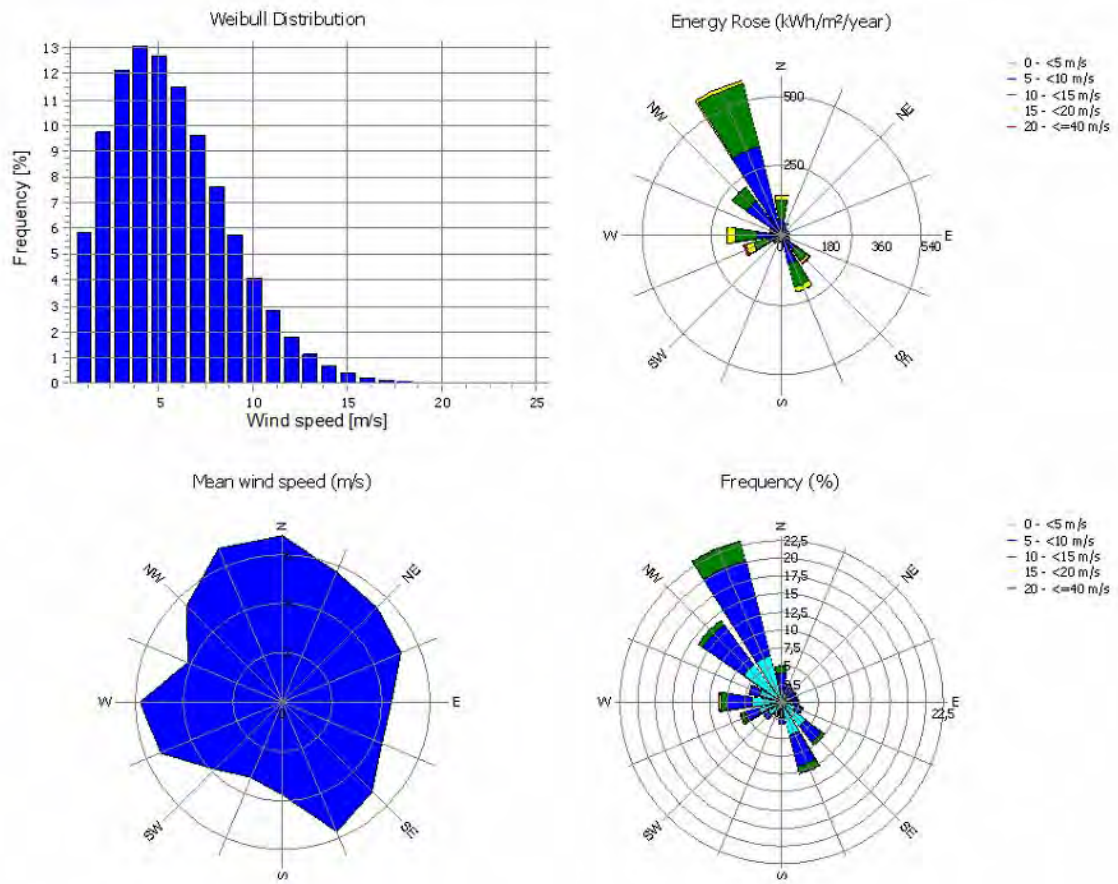 Weibull Distribution
13
12
11
10
9
8
7
6
5
4
3
2
1
0
Frequency [%]
5
10
15
20
25
Wind speed [m/s]
Energy Rose (kWh/m²/year)
N
NW
NE
500
250
W
0
180
360
540
E
SW
SE
S
0 - <5 m/s
5 - <10 m/s
10 - <15 m/s
15 - <20 m/s
20 - <=40 m/s
Mean wind speed (m/s)
N
NW
NE
W
0
E
SW
SE
S
Frequency (%)
N
22,5
20
17,5
15
12,5
10
7,5
5
2,5
NW
NE
W
E
22,5
SW
SE
S
0 - <5 m/s
5 - <10 m/s
10 - <15 m/s
15 - <20 m/s
20 - <=40 m/s